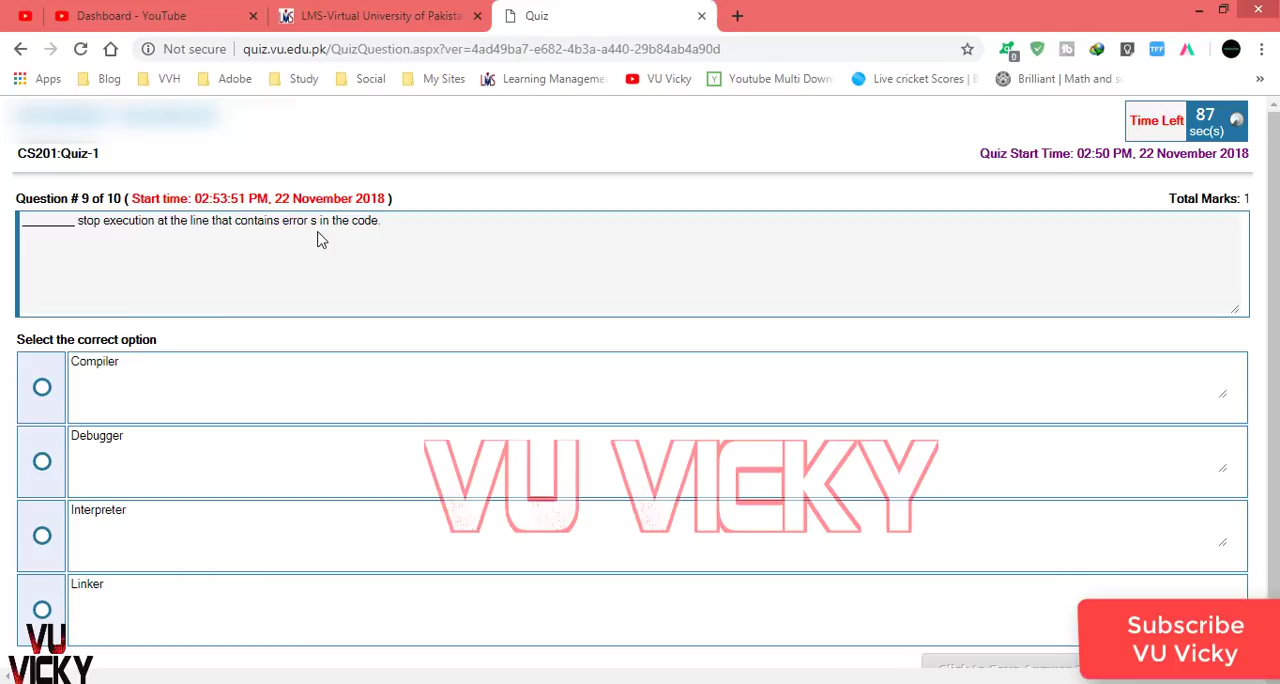 Dashboard - YouTube
LMS-Virtual University of Pakista
Quiz
Not secure
quiz.vu.edu.pk/QuizQuestion.aspx?ver=4ad49ba7-e682-4b3a-a440-29b84ab4a90d
0
TFF
Apps
Blog
VVH
Adobe
Study
Social
My Sites
Learning Manageme
VU Vicky
Youtube Multi Down
Live cricket Scores |
Brilliant | Math and s
»
Time Left
87
sec(s)
CS201:Quiz-1
Quiz Start Time: 02:50 PM, 22 November 2018
Question # 9 of 10 ( Start time: 02:53:51 PM, 22 November 2018 )
Total Marks: 1
________ stop execution at the line that contains error s in the code.
Select the correct option
Compiler
Debugger
Interpreter
Linker
VU VICKY
VU
VICKY
Subscribe
VU Vicky